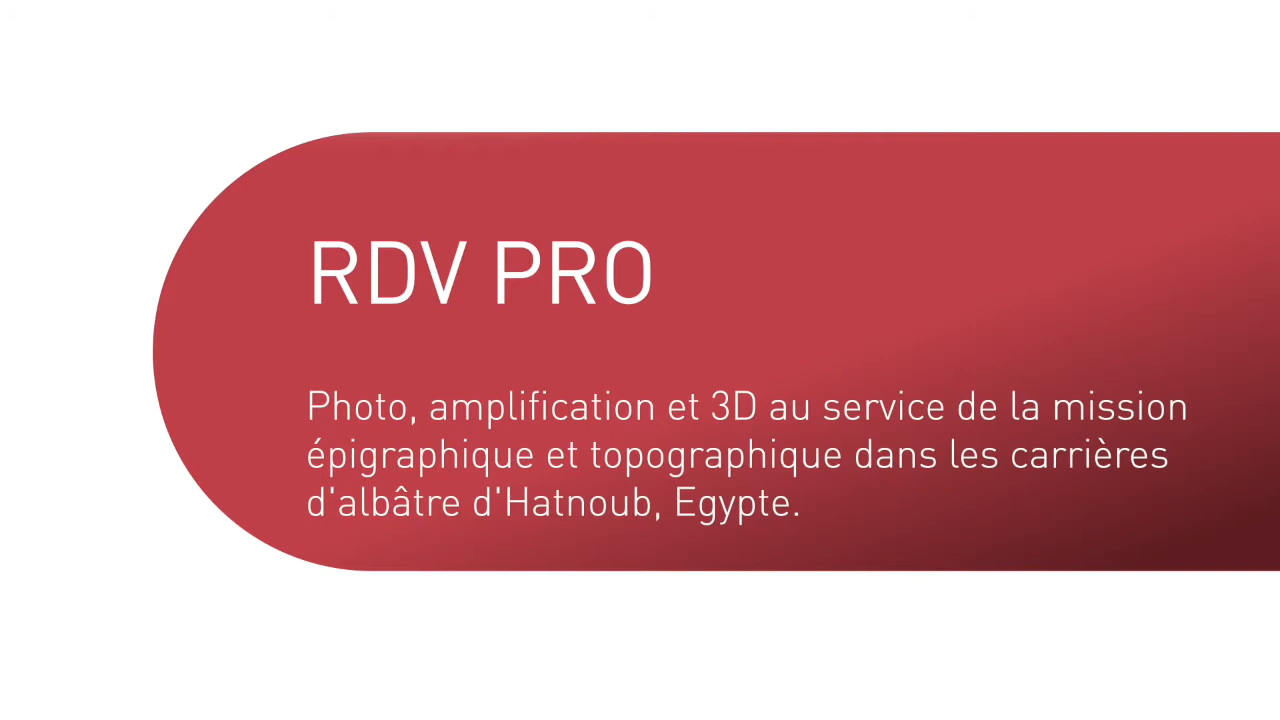 RDV PRO
Photo, amplification et 3D au service de la mission
épigraphique et topographique dans les carrières
d'albâtre d'Hatnoub, Egypte.